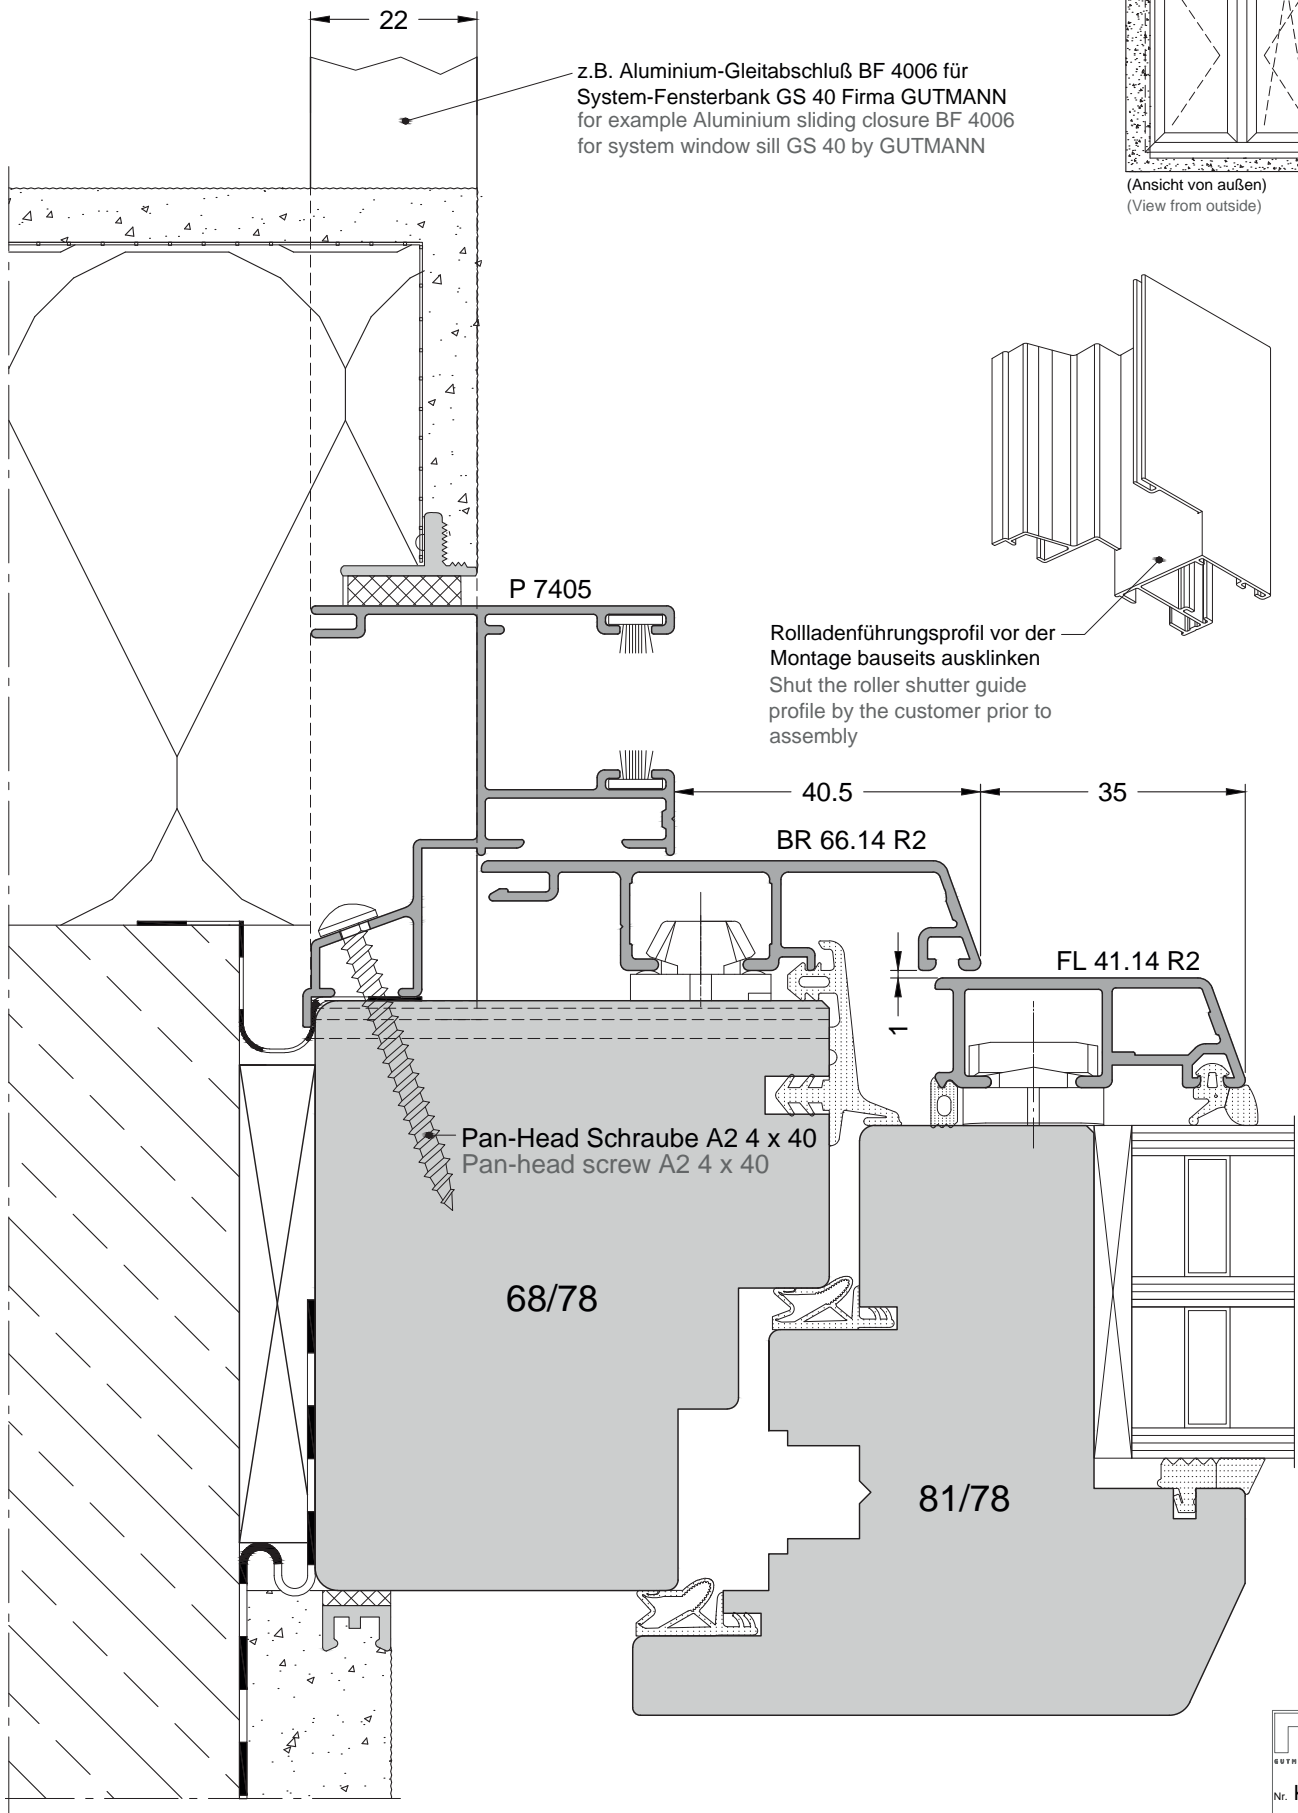 22
z.B. Aluminium-Gleitabschluß BF 4006 für
System-Fensterbank GS 40 Firma GUTMANN
for example Aluminium sliding closure BF 4006
for system window sill GS 40 by GUTMANN
(Ansicht von außen)
(View from outside)
P 7405
Rollladenführungsprofil vor der
Montage bauseits ausklinken
Shut the roller shutter guide
profile by the customer prior to
assembly
40.5
35
BR 66.14 R2
FL 41.14 R2
1
Pan-Head Schraube A2 4 x 40
Pan-head screw A2 4 x 40
68/78
81/78
Nr.